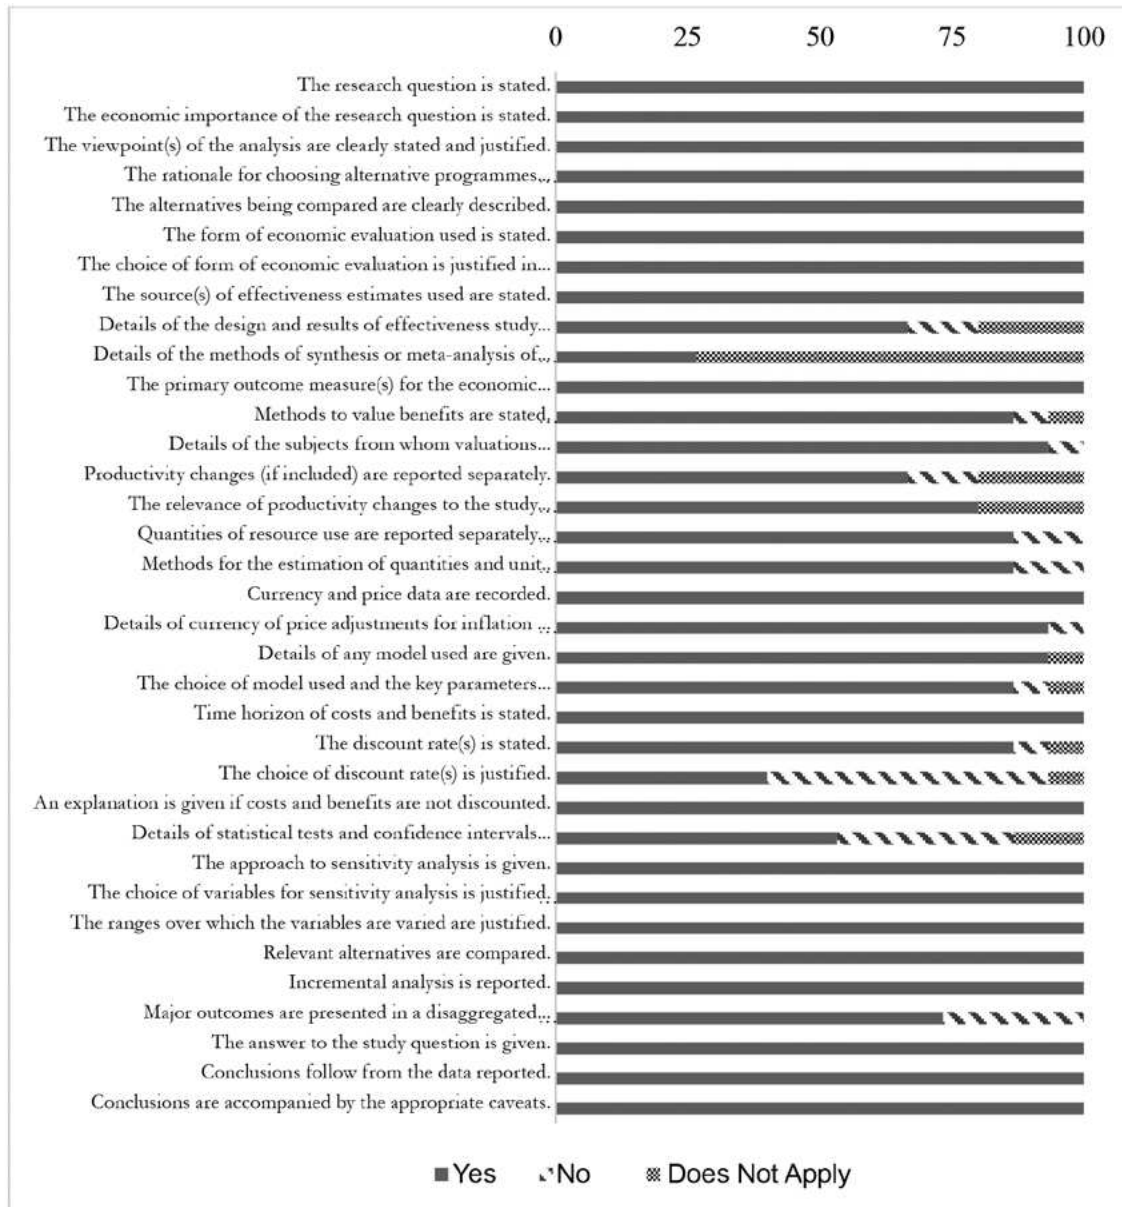 0 25 50 75 100
The research question is stated.
The economic importance of the research question is stated.
The viewpoint(s) of the analysis are clearly stated and justified.
The rationale for choosing alternative programmes...
The alternatives being compared are clearly described.
The form of economic evaluation used is stated.
The choice of form of economic evaluation is justified in...
The source(s) of effectiveness estimates used are stated.
Details of the design and results of effectiveness study...
Details of the methods of synthesis or meta-analysis of...
The primary outcome measure(s) for the economic...
Methods to value benefits are stated.
Details of the subjects from whom valuations...
Productivity changes (if included) are reported separately.
The relevance of productivity changes to the study...
Quantities of resource use are reported separately...
Methods for the estimation of quantities and unit...
Currency and price data are recorded.
Details of currency of price adjustments for inflation ...
Details of any model used are given.
The choice of model used and the key parameters...
Time horizon of costs and benefits is stated.
The discount rate(s) is stated.
The choice of discount rate(s) is justified.
An explanation is given if costs and benefits are not discounted.
Details of statistical tests and confidence intervals...
The approach to sensitivity analysis is given.
The choice of variables for sensitivity analysis is justified.
The ranges over which the variables are varied are justified.
Relevant alternatives are compared.
Incremental analysis is reported.
Major outcomes are presented in a disaggregated...
The answer to the study question is given.
Conclusions follow from the data reported.
Conclusions are accompanied by the appropriate caveats.
Yes No Does Not Apply